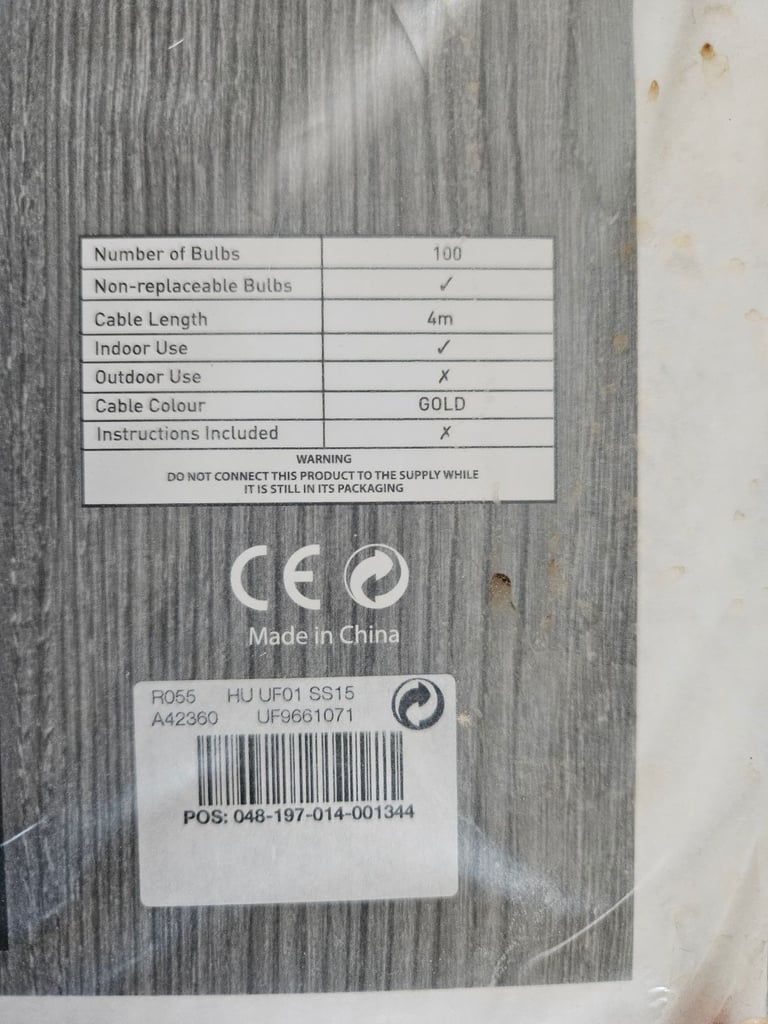 Number of Bulbs 100
Non-replaceable Bulbs ✓
Cable Length 4m
Indoor Use ✓
Outdoor Use ✗
Cable Colour GOLD
Instructions Included ✗
WARNING
DO NOT CONNECT THIS PRODUCT TO THE SUPPLY WHILE
IT IS STILL IN ITS PACKAGING
CE
Made in China
R055 HU UF01 SS15
A42360 UF9661071
POS: 048-197-014-001344